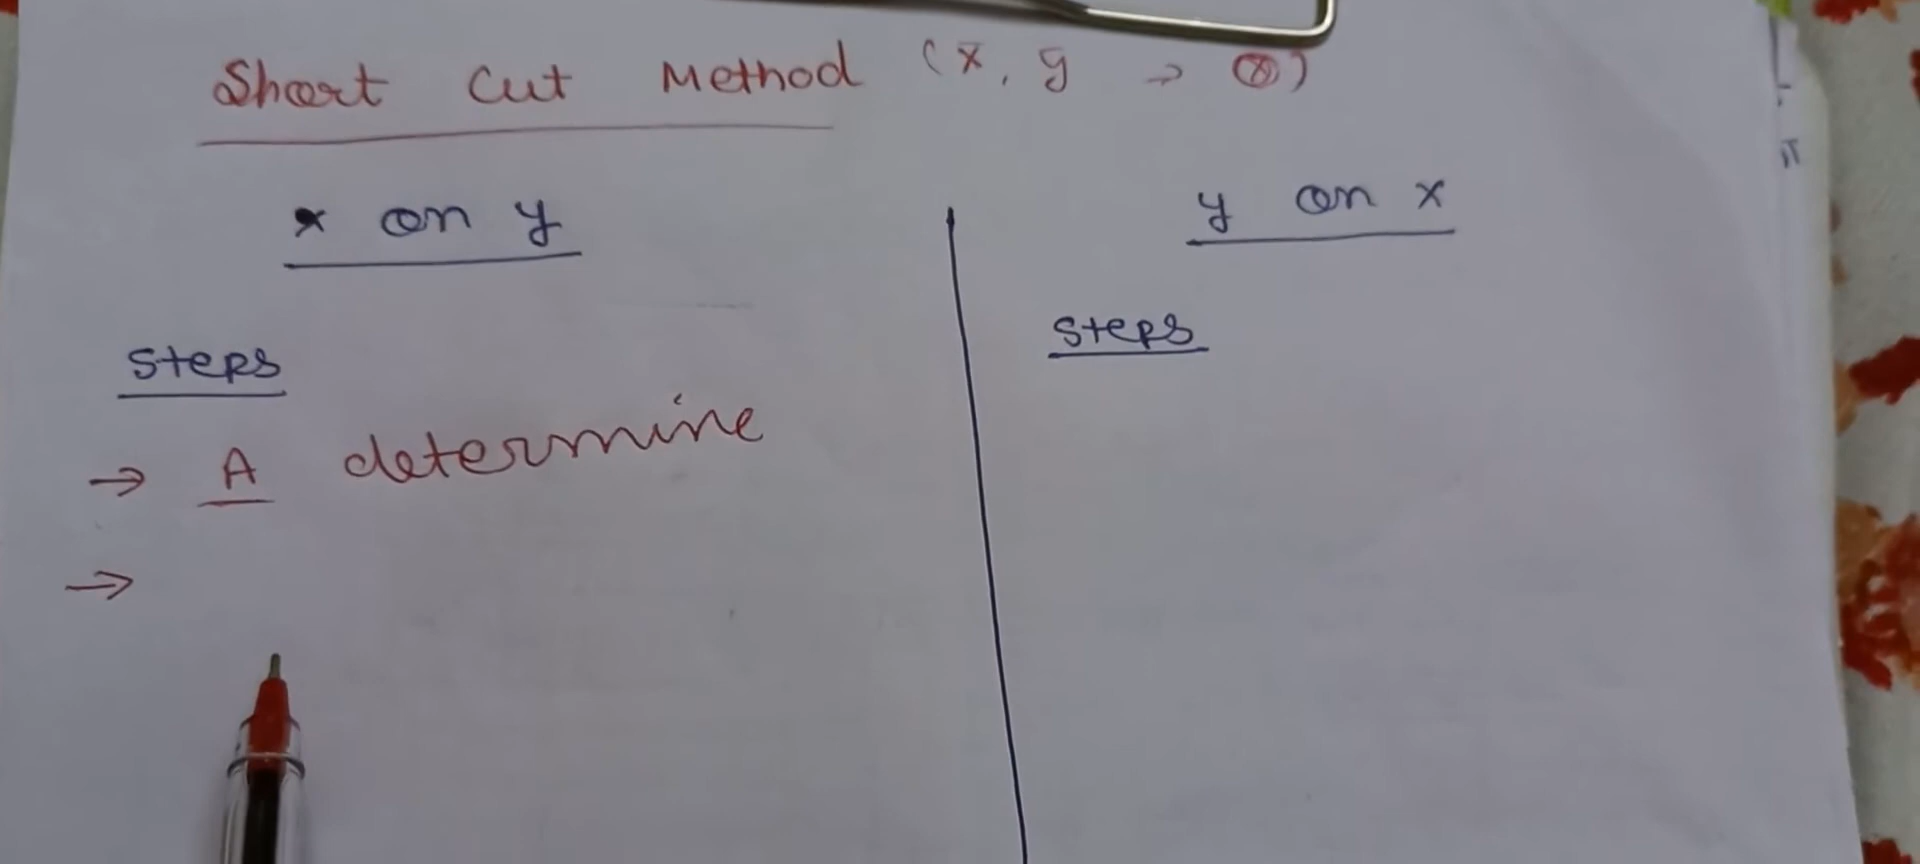 Short Cut Method (x, y → ⊗)
x on y
Steps
→ A determine
→
y on x
Steps